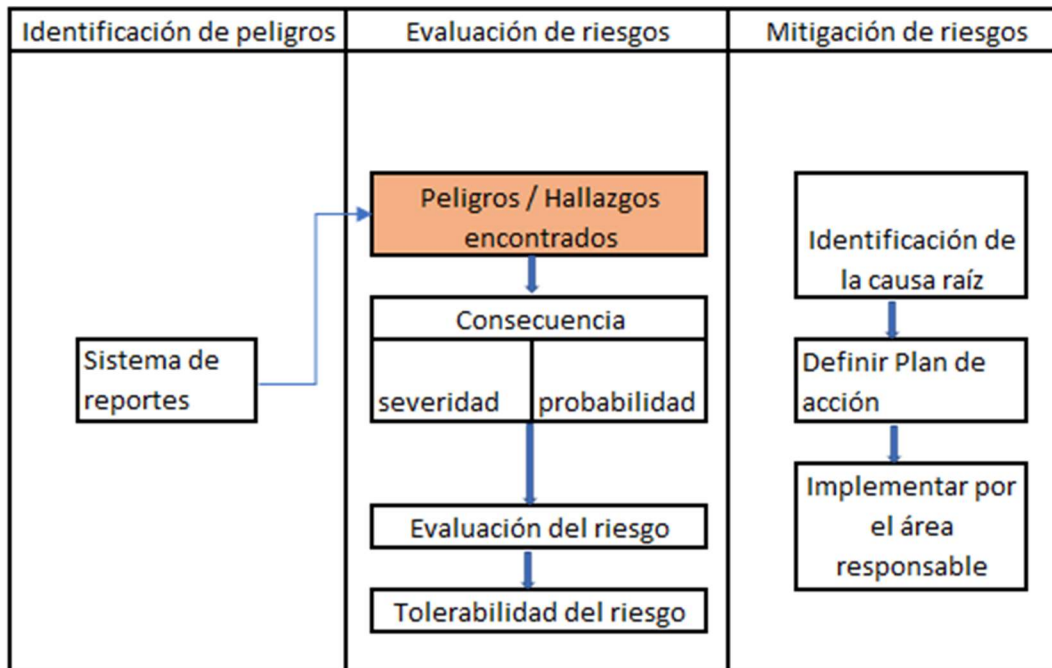 Identificación de peligros
Evaluación de riesgos
Mitigación de riesgos
Sistema de
reportes
Peligros / Hallazgos
encontrados
Consecuencia
severidad
probabilidad
Evaluación del riesgo
Tolerabilidad del riesgo
Identificación de
la causa raíz
Definir Plan de
acción
Implementar por
el área
responsable